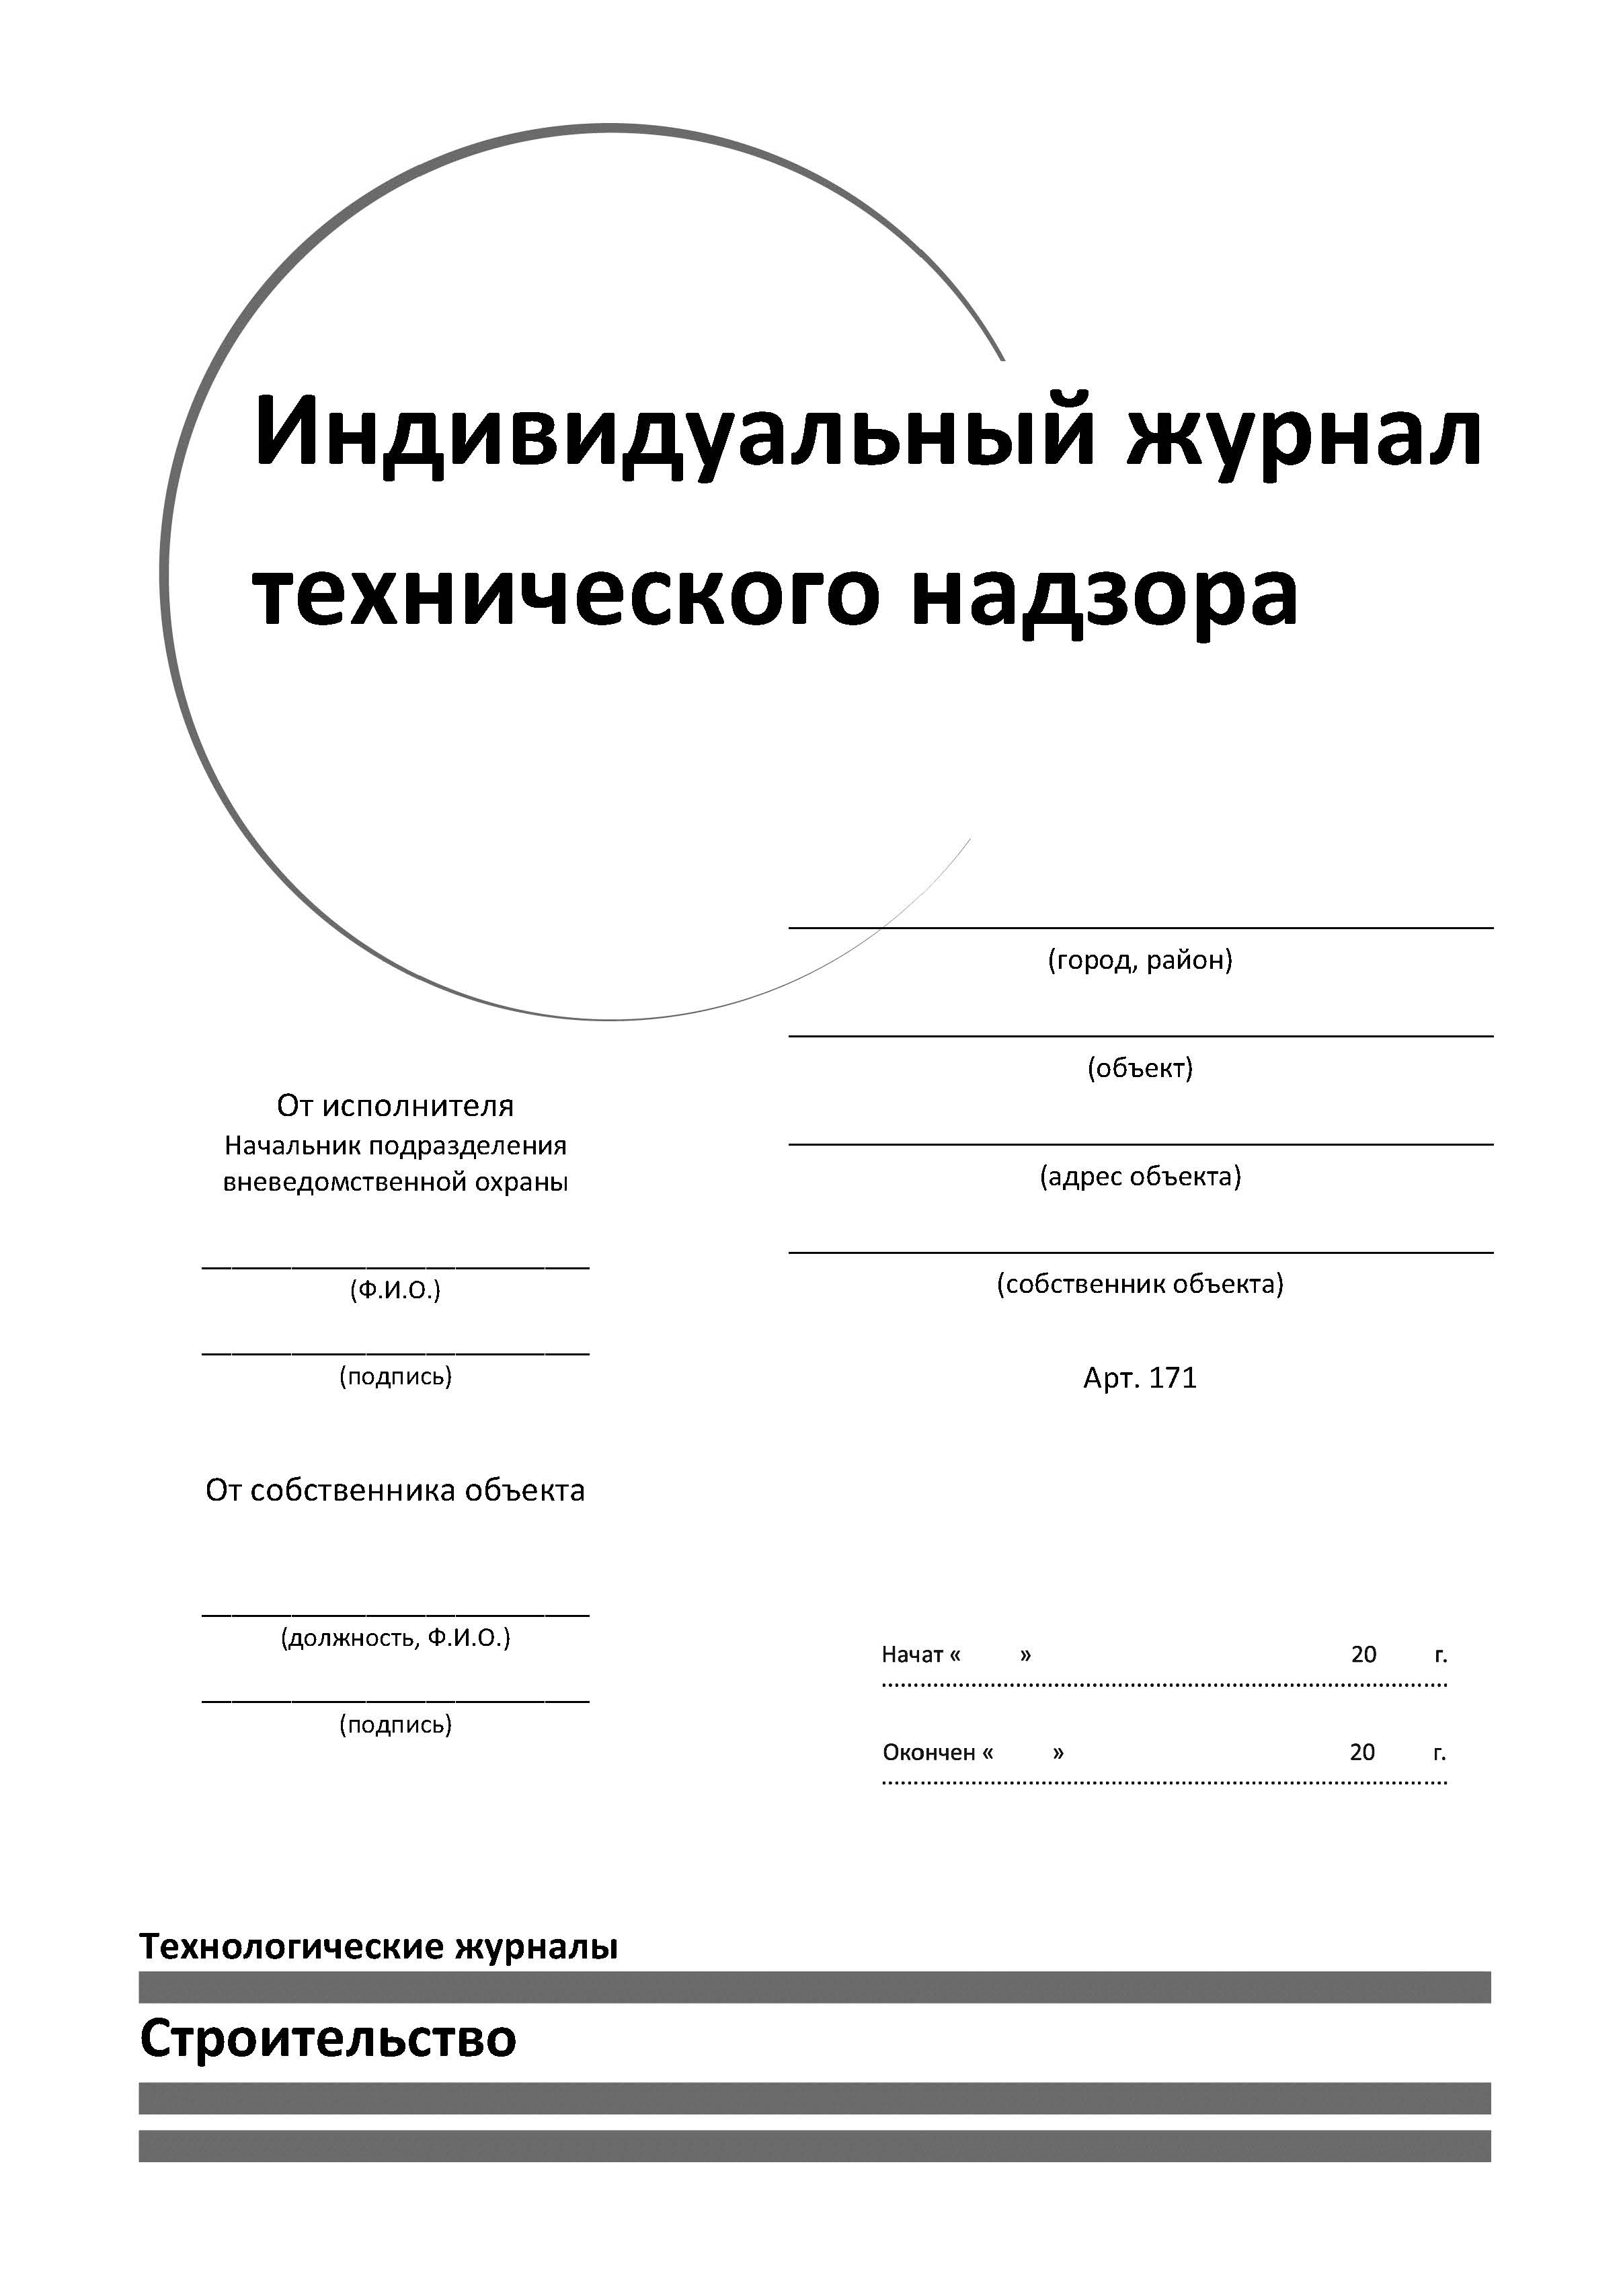 Индивидуальный журнал
технического надзора
(город, район)
(объект)
(адрес объекта)
(собственник объекта)
Арт. 171
От исполнителя
Начальник подразделения
вневедомственной охраны
(Ф.И.О.)
(подпись)
От собственника объекта
(должность, Ф.И.О.)
(подпись)
Начат « » 20 г.
Окончен « » 20 г.
Технологические журналы
Строительство